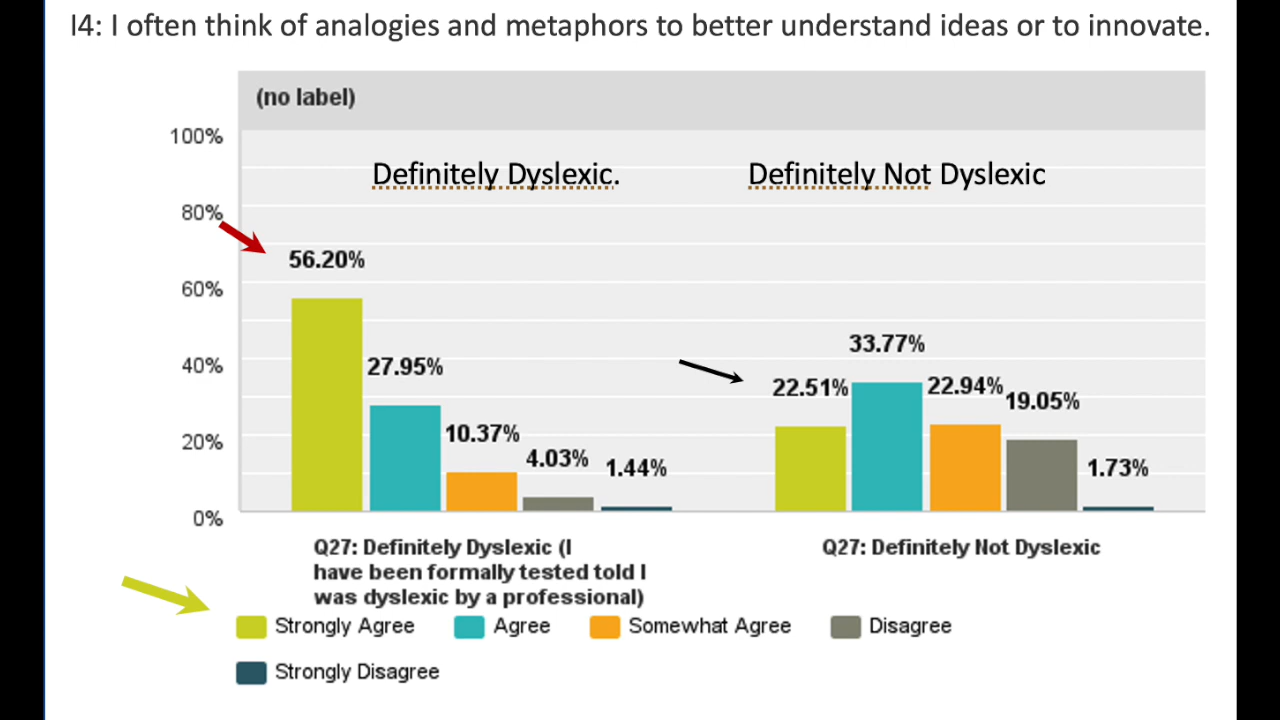 I4: I often think of analogies and metaphors to better understand ideas or to innovate.
(no label)
100%
Definitely Dyslexic.
Definitely Not Dyslexic
80%
56.20%
60%
33.77%
40%
27.95%
22.51%
22.94%
19.05%
20%
10.37%
4.03%
1.44%
1.73%
0%
Q27: Definitely Dyslexic (I
have been formally tested told I
was dyslexic by a professional)
Q27: Definitely Not Dyslexic
Strongly Agree
Agree
Somewhat Agree
Disagree
Strongly Disagree